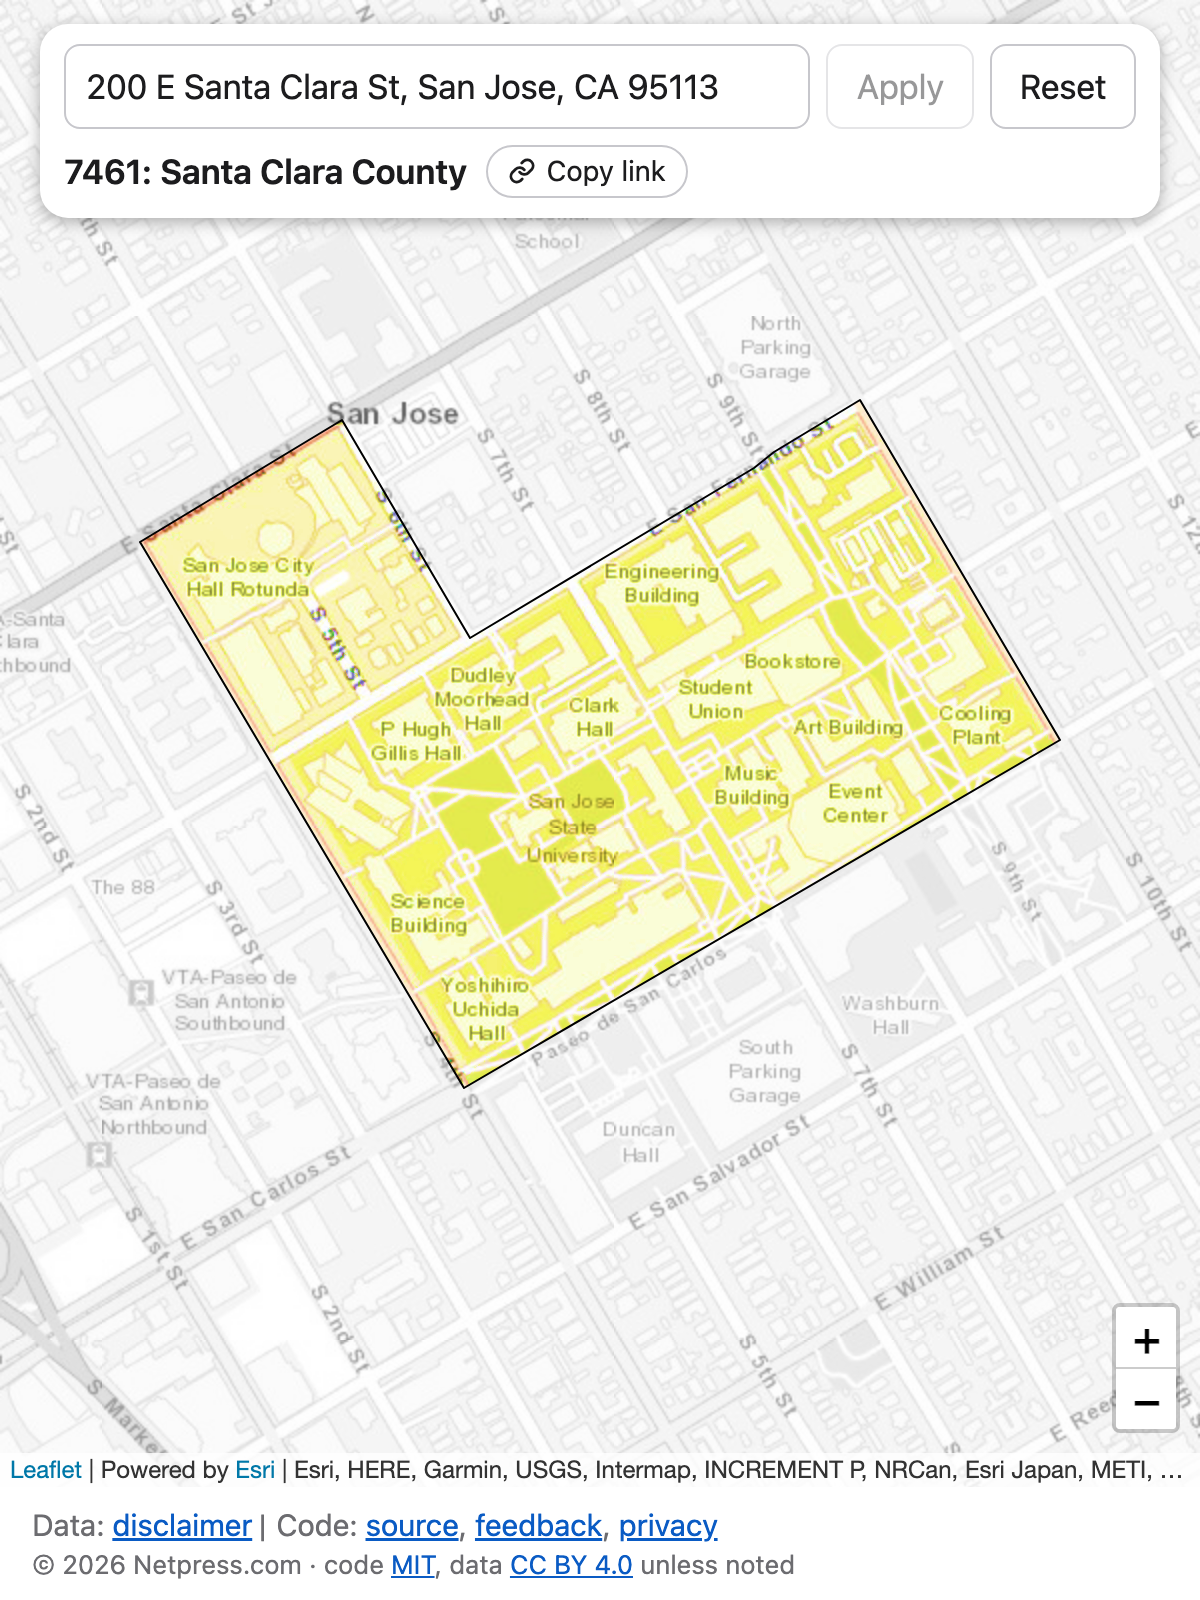 200 E Santa Clara St, San Jose, CA 95113
Apply
Reset
7461: Santa Clara County
Copy link
School
North
Parking
Garage
San Jose
S 8th St
S 9th St
S 7th St
S 6th St
E Santa Clara St
E San Fernando St
San Jose City
Hall Rotunda
S 5th St
Engineering
Building
Dudley
Moorhead
Hall
Bookstore
Student
Union
Clark
Hall
P Hugh
Gillis Hall
Art Building
Cooling
Plant
Music
Building
Event
Center
San Jose
State
University
Science
Building
Yoshihiro
Uchida
Hall
S 2nd St
The 88
S 3rd St
S 9th St
S 10th St
VTA-Paseo de
San Antonio
Southbound
Paseo de San Carlos
Washburn
Hall
S 4th St
South
Parking
Garage
S 7th St
VTA-Paseo de
San Antonio
Northbound
Duncan
Hall
E San Carlos St
E San Salvador St
S 1st St
E William St
S 2nd St
S 5th St
+
−
Leaflet | Powered by Esri | Esri, HERE, Garmin, USGS, Intermap, INCREMENT P, NRCan, Esri Japan, METI, ...
Data: disclaimer | Code: source, feedback, privacy
© 2026 Netpress.com · code MIT, data CC BY 4.0 unless noted